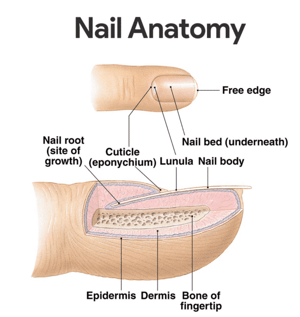 Nail Anatomy
Free edge
Nail bed (underneath)
Nail root
(site of
growth)
Cuticle
(eponychium)
Lunula
Nail body
Epidermis
Dermis
Bone of
fingertip